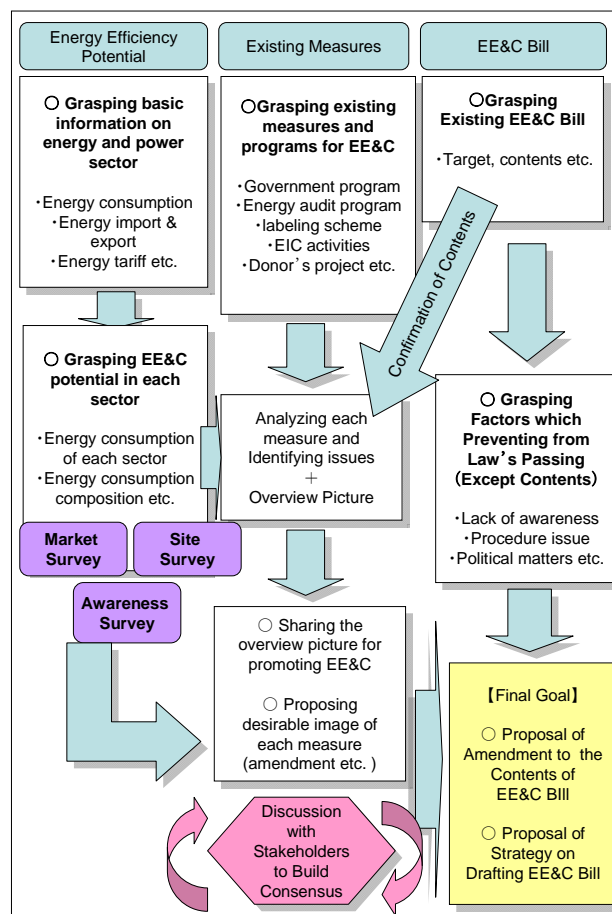 Energy Efficiency
Potential
Existing Measures
EE&C Bill
○ Grasping basic
information on
energy and power
sector
・Energy consumption
・Energy import &
export
・Energy tariff etc.
○Grasping existing
measures and
programs for EE&C
・Government program
・Energy audit program
・labeling scheme
・EIC activities
・Donor’s project etc.
○Grasping
Existing EE&C Bill
・Target, contents etc.
Confirmation of Contents
○ Grasping EE&C
potential in each
sector
・Energy consumption
of each sector
・Energy consumption
composition etc.
Market
Survey
Site
Survey
Awareness
Survey
Analyzing each
measure and
Identifying issues
＋
Overview Picture
○ Grasping
Factors which
Preventing from
Law’s Passing
(Except Contents)
・Lack of awareness
・Procedure issue
・Political matters etc.
○ Sharing the
overview picture for
promoting EE&C
○ Proposing
desirable image of
each measure
(amendment etc. )
Discussion
with
Stakeholders
to Build
Consensus
【Final Goal】
○ Proposal of
Amendment to the
Contents of
EE&C BIll
○ Proposal of
Strategy on
Drafting EE&C Bill